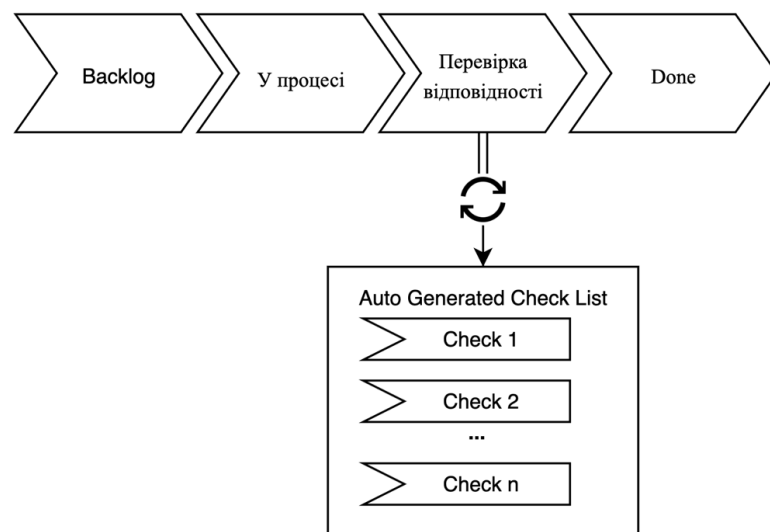 Backlog
У процесі
Перевірка
відповідності
Done
Auto Generated Check List
Check 1
Check 2
...
Check n